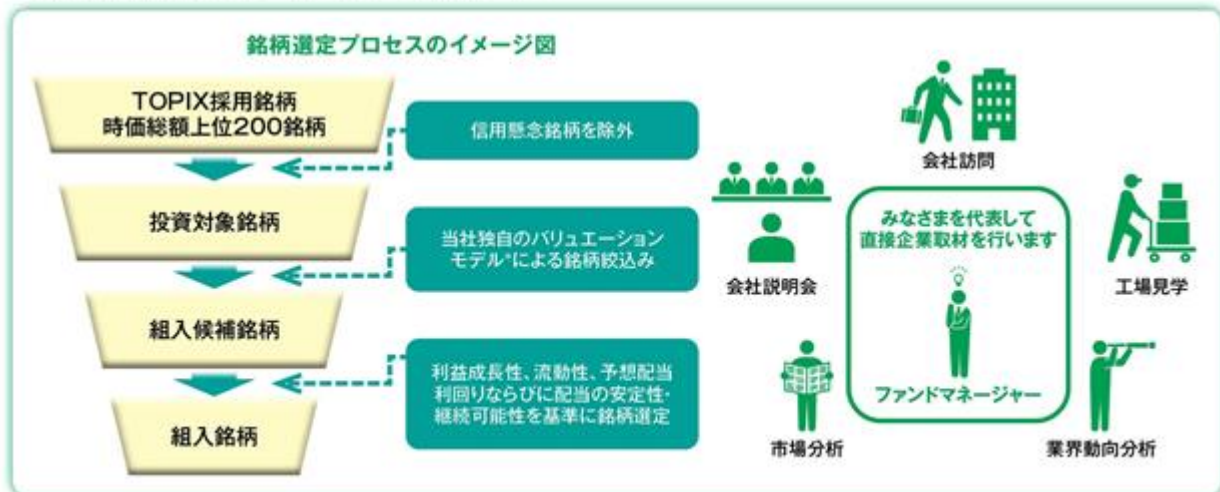 銘柄選定プロセスのイメージ図
TOPIX採用銘柄
時価総額上位200銘柄
信用懸念銘柄を除外
投資対象銘柄
当社独自のバリュエーション
モデル*による銘柄絞込み
組入候補銘柄
利益成長性、流動性、予想配当
利回りならびに配当の安定性・
継続可能性を基準に銘柄選定
組入銘柄
会社訪問
会社説明会
みなさまを代表して
直接企業取材を行います
ファンドマネージャー
工場見学
市場分析
業界動向分析